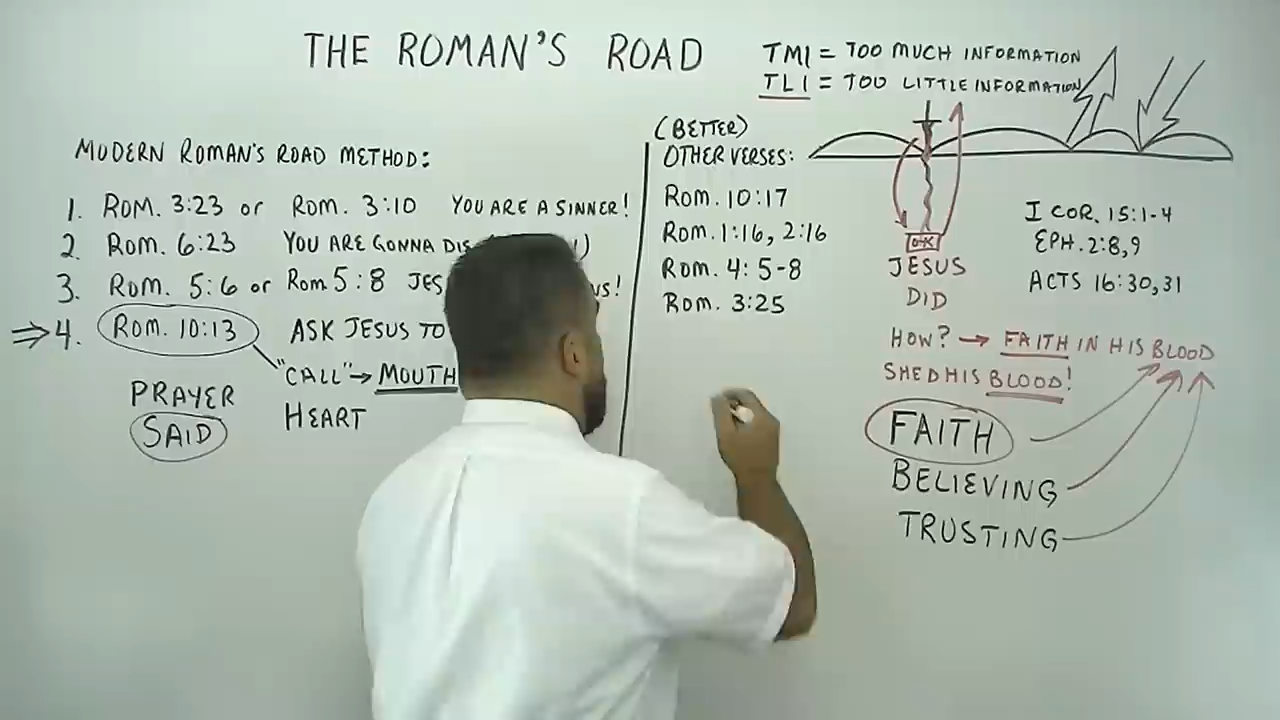 THE ROMAN'S ROAD
TMI = TOO MUCH INFORMATION
TLI = TOO LITTLE INFORMATION
MODERN ROMAN'S ROAD METHOD:
1. ROM. 3:23 or ROM. 3:10 YOU ARE A SINNER!
2. ROM. 6:23 YOU ARE GONNA DIE
3. ROM. 5:6 or Rom 5:8 JES
4. Rom. 10:13 ASK JESUS TO
"CALL" → MOUTH
HEART
PRAYER
SAID
(BETTER)
OTHER VERSES:
Rom. 10:17
Rom. 1:16, 2:16
Rom. 4:5-8
Rom. 3:25
JESUS
DID
I COR. 15:1-4
EPH. 2:8,9
ACTS 16:30,31
HOW? → FAITH IN HIS BLOOD
SHED HIS BLOOD!
FAITH
BELIEVING
TRUSTING